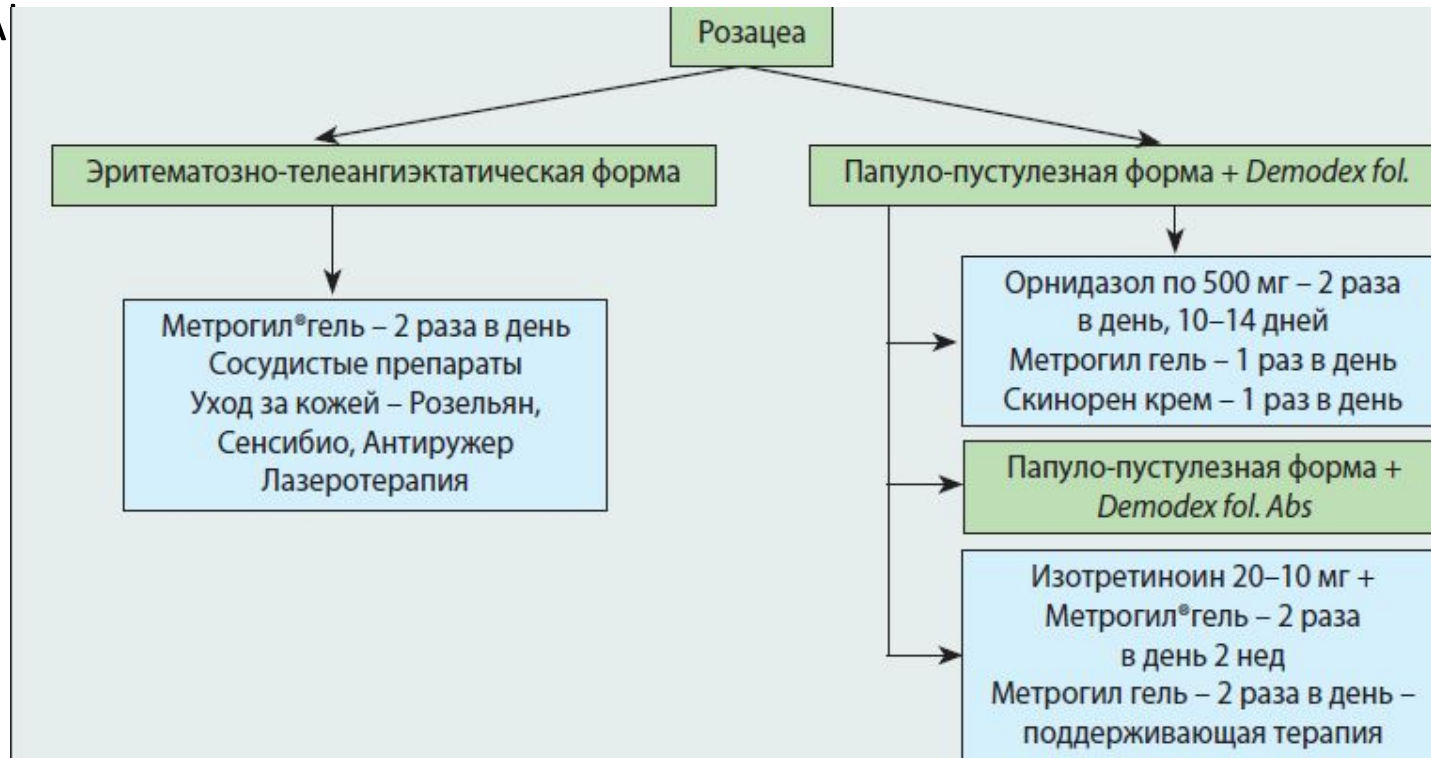 А
Розацеа
Эритематозно-телеангиэктатическая форма
Папуло-пустулезная форма + Demodex fol.
Метрогил®гель – 2 раза в день
Сосудистые препараты
Уход за кожей – Розельян,
Сенсибио, Антиружер
Лазеротерапия
Орнидазол по 500 мг – 2 раза
в день, 10–14 дней
Метрогил гель – 1 раз в день
Скинорен крем – 1 раз в день
Папуло-пустулезная форма +
Demodex fol. Abs
Изотретиноин 20–10 мг +
Метрогил®гель – 2 раза
в день 2 нед
Метрогил гель – 2 раза в день –
поддерживающая терапия